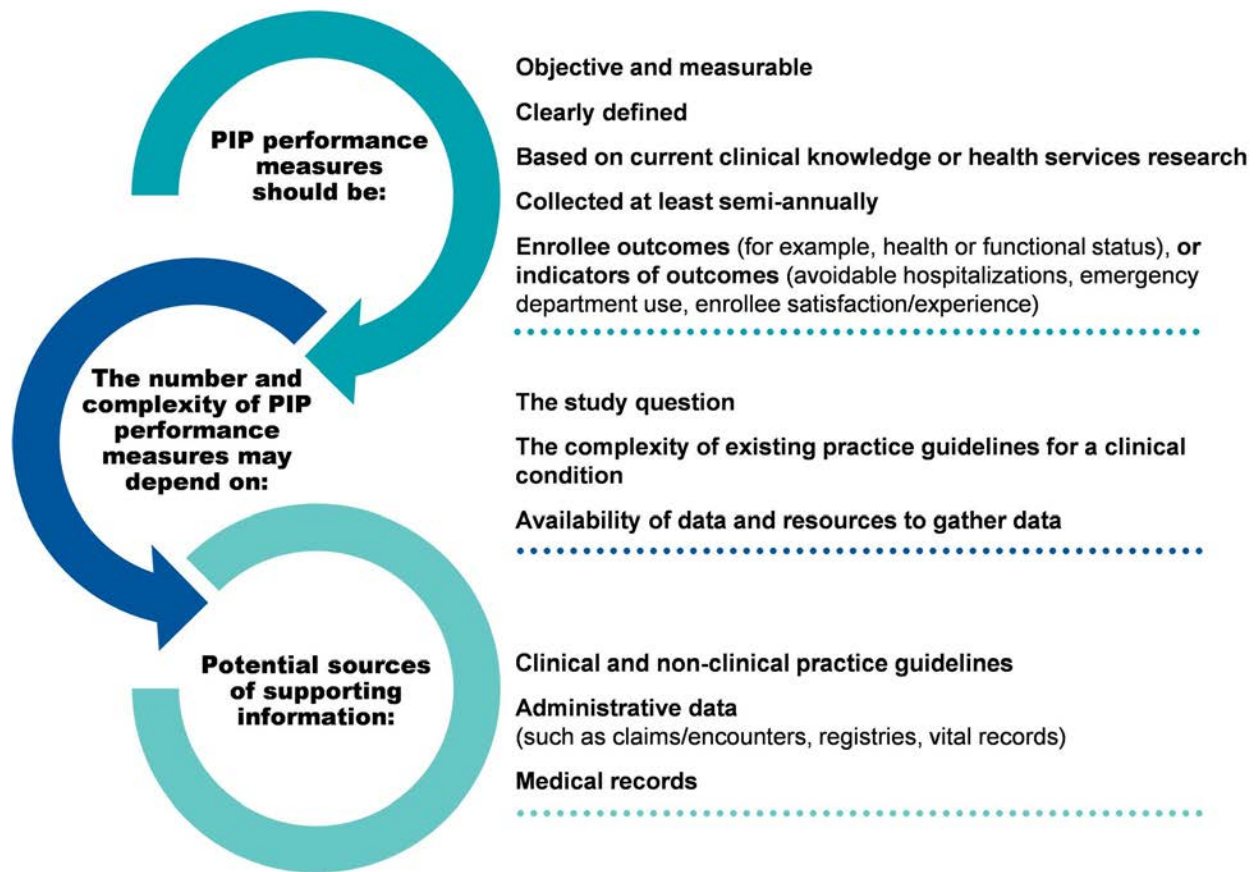 PIP performance
measures
should be:
Objective and measurable
Clearly defined
Based on current clinical knowledge or health services research
Collected at least semi-annually
Enrollee outcomes (for example, health or functional status), or
indicators of outcomes (avoidable hospitalizations, emergency
department use, enrollee satisfaction/experience)
The number and
complexity of PIP
performance
measures may
depend on:
The study question
The complexity of existing practice guidelines for a clinical
condition
Availability of data and resources to gather data
Potential sources
of supporting
information:
Clinical and non-clinical practice guidelines
Administrative data
(such as claims/encounters, registries, vital records)
Medical records